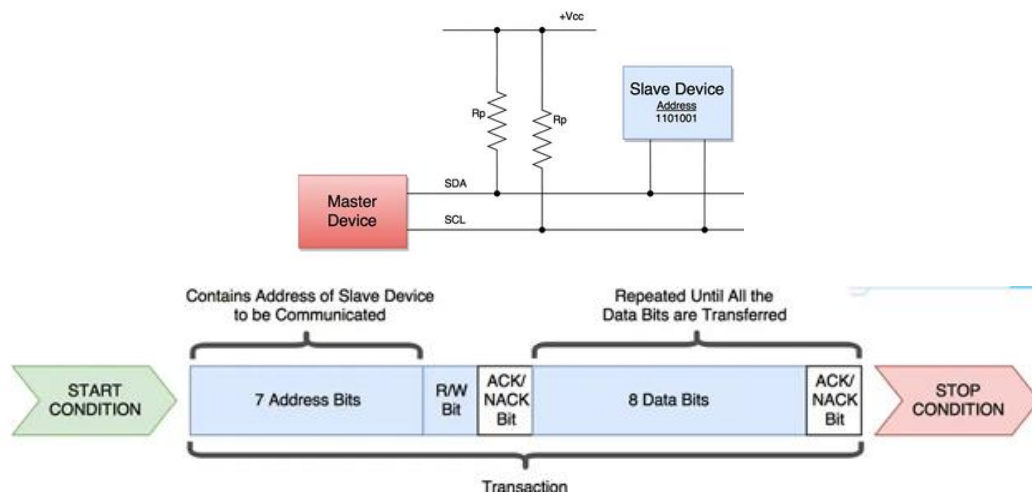 +Vcc
Rp
Rp
Slave Device
Address
1101001
SDA
SCL
Master
Device
Contains Address of Slave Device
to be Communicated
Repeated Until All the
Data Bits are Transferred
START
CONDITION
7 Address Bits
R/W
Bit
ACK/
NACK
Bit
8 Data Bits
ACK/
NACK
Bit
STOP
CONDITION
Transaction